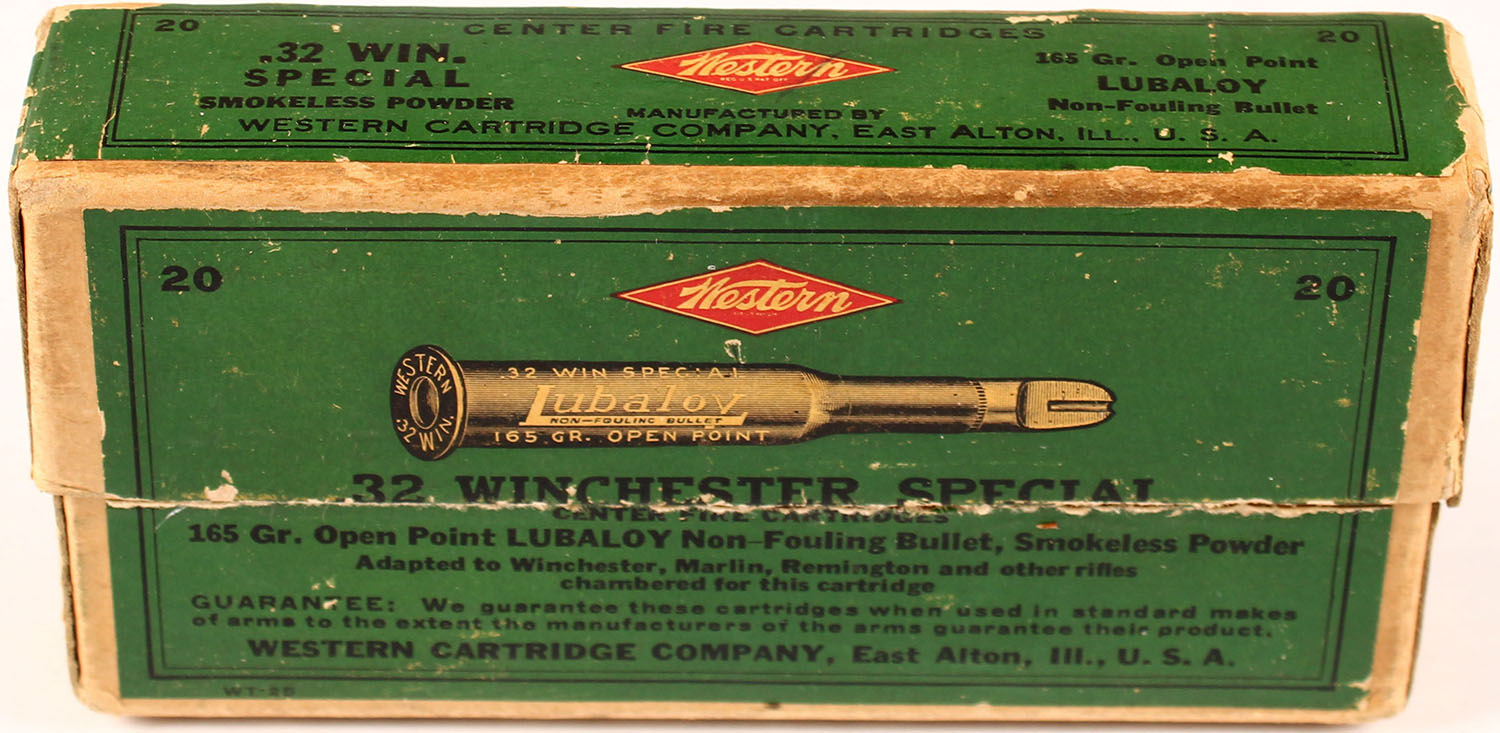 20 CENTER FIRE CARTRIDGES 20
.32 WIN.
SPECIAL
SMOKELESS POWDER
Western
REG. U.S. PAT. OFF.
165 Gr. Open Point
LUBALOY
Non-Fouling Bullet
MANUFACTURED BY
WESTERN CARTRIDGE COMPANY, EAST ALTON, ILL., U. S. A.
20 20
Western
WESTERN
.32 WIN.
.32 WIN SPECIAL
Lubaloy
NON-FOULING BULLET
165 GR. OPEN POINT
.32 WINCHESTER SPECIAL
CENTER FIRE CARTRIDGES
165 Gr. Open Point LUBALOY Non-Fouling Bullet, Smokeless Powder
Adapted to Winchester, Marlin, Remington and other rifles
chambered for this cartridge
GUARANTEE: We guarantee these cartridges when used in standard makes
of arms to the extent the manufacturers of the arms guarantee their product.
WESTERN CARTRIDGE COMPANY, East Alton, Ill., U. S. A.
WT-25